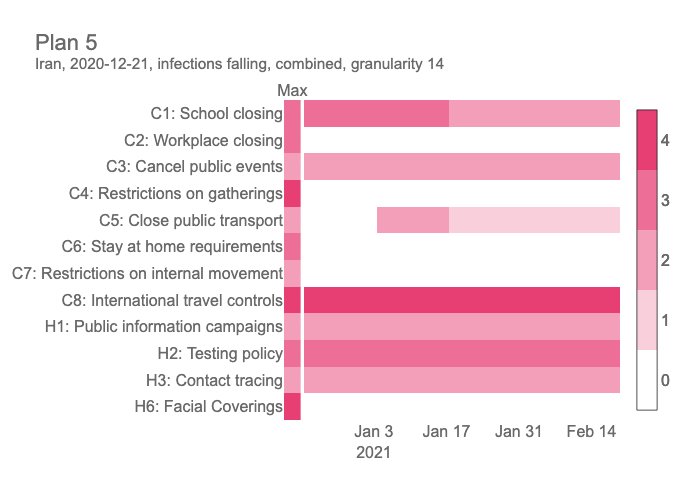 Plan 5
Iran, 2020-12-21, infections falling, combined, granularity 14
Max
C1: School closing
C2: Workplace closing
C3: Cancel public events
C4: Restrictions on gatherings
C5: Close public transport
C6: Stay at home requirements
C7: Restrictions on internal movement
C8: International travel controls
H1: Public information campaigns
H2: Testing policy
H3: Contact tracing
H6: Facial Coverings
4
3
2
1
0
Jan 3 Jan 17 Jan 31 Feb 14
2021